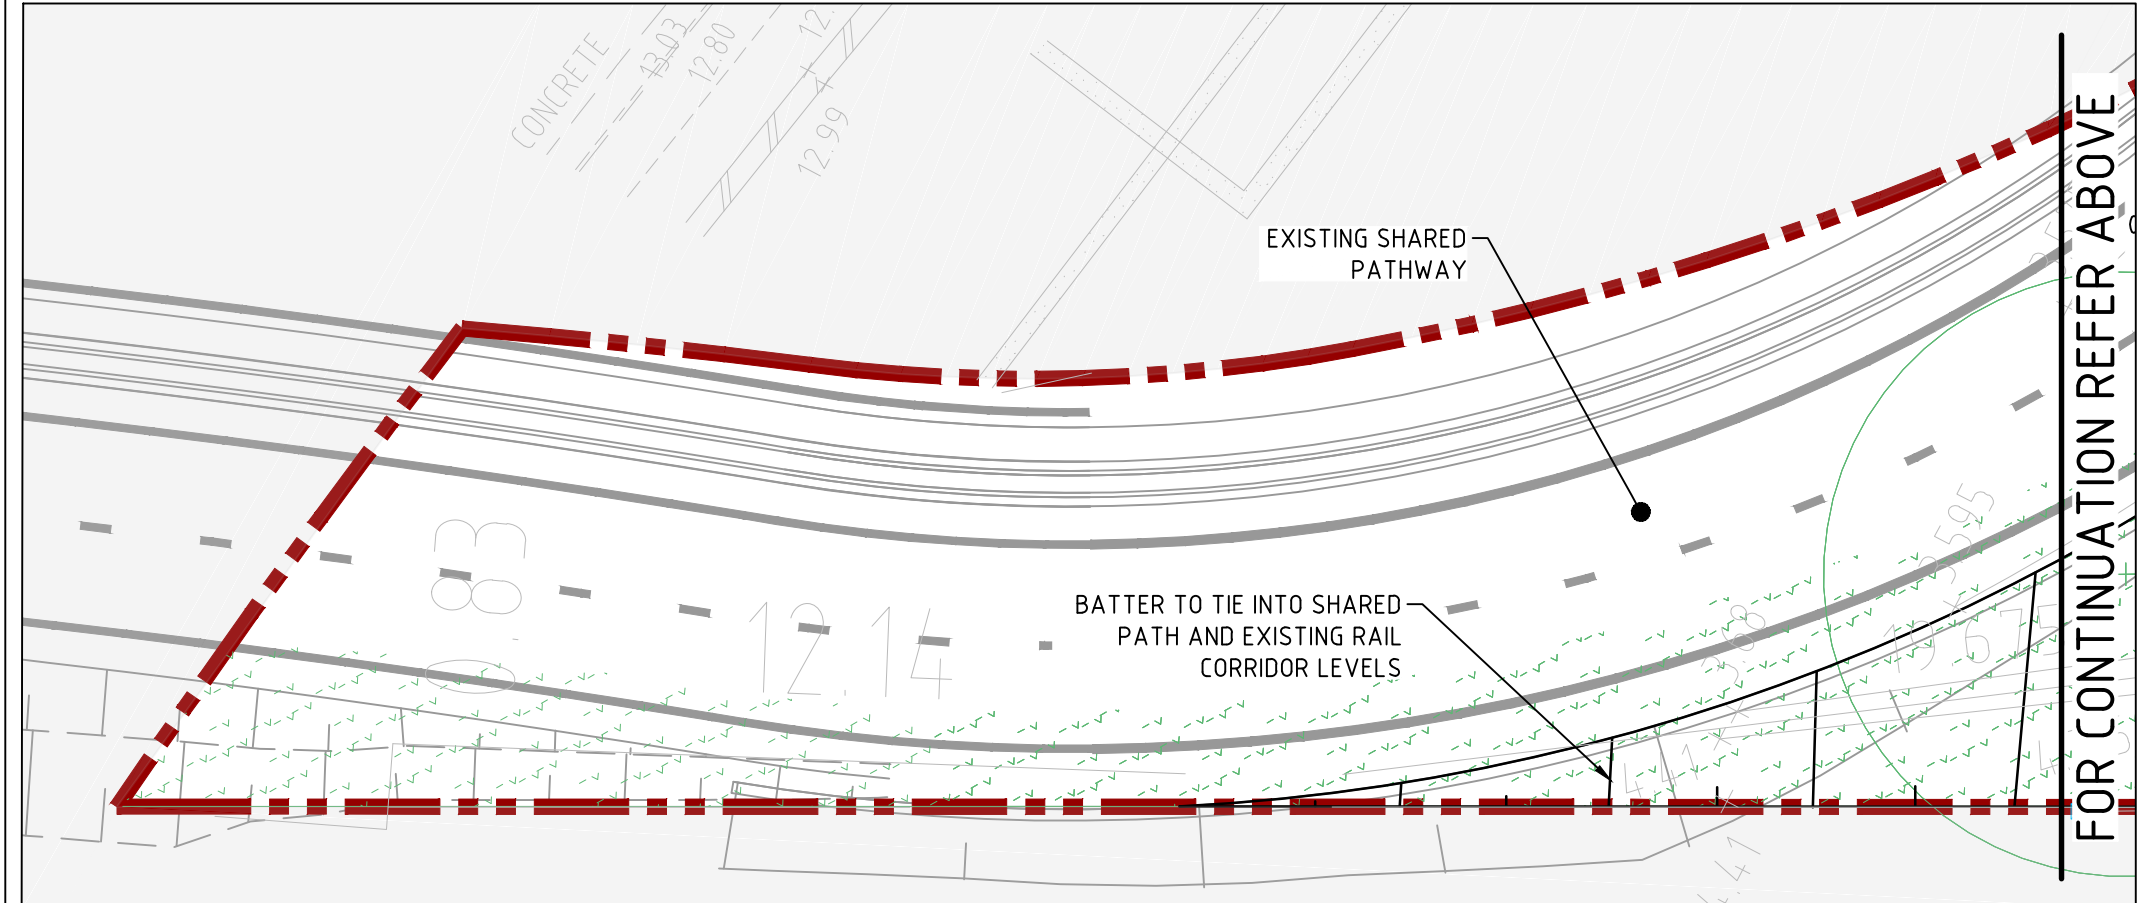 CONCRETE
13.03
12.80
12.
12.99
EXISTING SHARED
PATHWAY
BATTER TO TIE INTO SHARED
PATH AND EXISTING RAIL
CORRIDOR LEVELS
12.14
FOR CONTINUATION REFER ABOVE